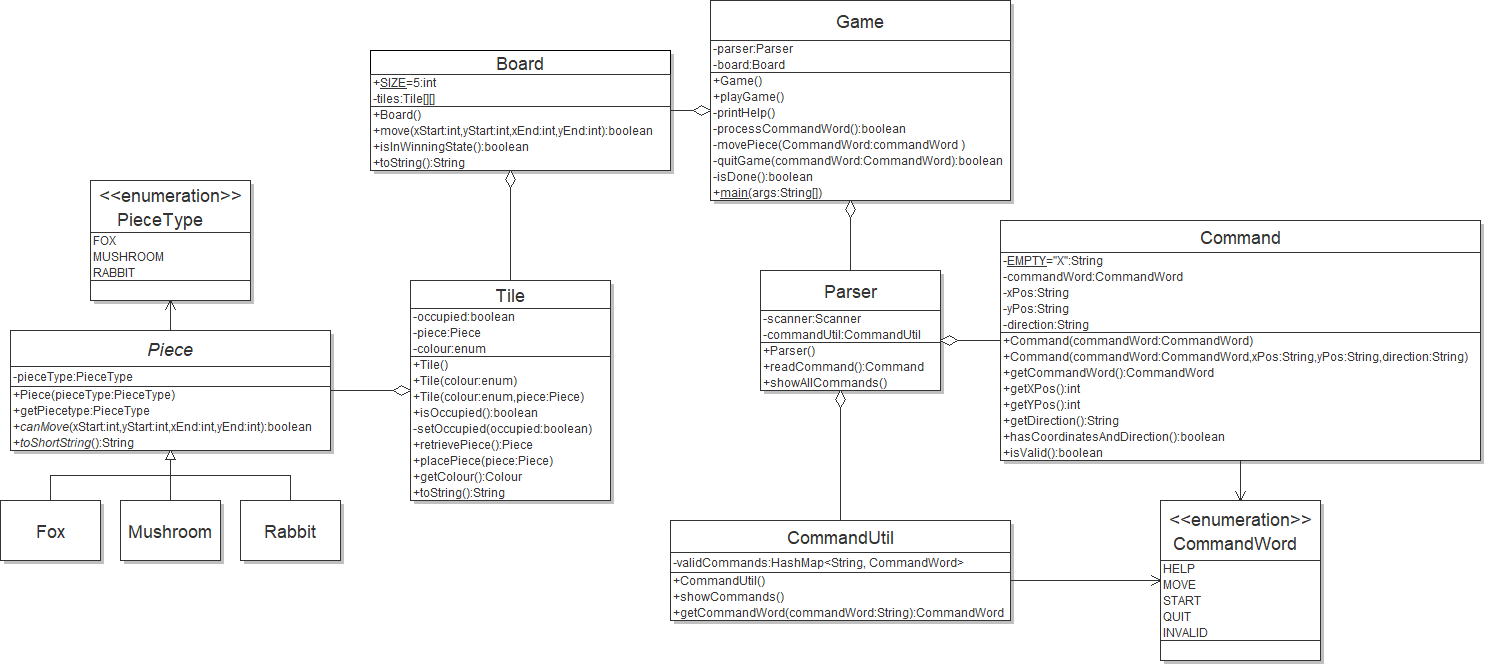 Game
-parser:Parser
-board:Board
+Game()
+playGame()
-printHelp()
-processCommandWord():boolean
-movePiece(CommandWord:commandWord )
-quitGame(commandWord:CommandWord):boolean
-isDone():boolean
+main(args:String[])
Board
+SIZE=5:int
-tiles:Tile[][]
+Board()
+move(xStart:int,yStart:int,xEnd:int,yEnd:int):boolean
+isInWinningState():boolean
+toString():String
<<enumeration>>
PieceType
FOX
MUSHROOM
RABBIT
Piece
-pieceType:PieceType
+Piece(pieceType:PieceType)
+getPiecetype:PieceType
+canMove(xStart:int,yStart:int,xEnd:int,yEnd:int):boolean
+toShortString():String
Fox
Mushroom
Rabbit
Tile
-occupied:boolean
-piece:Piece
-colour:enum
+Tile()
+Tile(colour:enum)
+Tile(colour:enum,piece:Piece)
+isOccupied():boolean
-setOccupied(occupied:boolean)
+retrievePiece():Piece
+placePiece(piece:Piece)
+getColour():Colour
+toString():String
Parser
-scanner:Scanner
-commandUtil:CommandUtil
+Parser()
+readCommand():Command
+showAllCommands()
Command
-EMPTY="X":String
-commandWord:CommandWord
-xPos:String
-yPos:String
-direction:String
+Command(commandWord:CommandWord)
+Command(commandWord:CommandWord,xPos:String,yPos:String,direction:String)
+getCommandWord():CommandWord
+getXPos():int
+getYPos():int
+getDirection():String
+hasCoordinatesAndDirection():boolean
+isValid():boolean
CommandUtil
-validCommands:HashMap<String, CommandWord>
+CommandUtil()
+showCommands()
+getCommandWord(commandWord:String):CommandWord
<<enumeration>>
CommandWord
HELP
MOVE
START
QUIT
INVALID